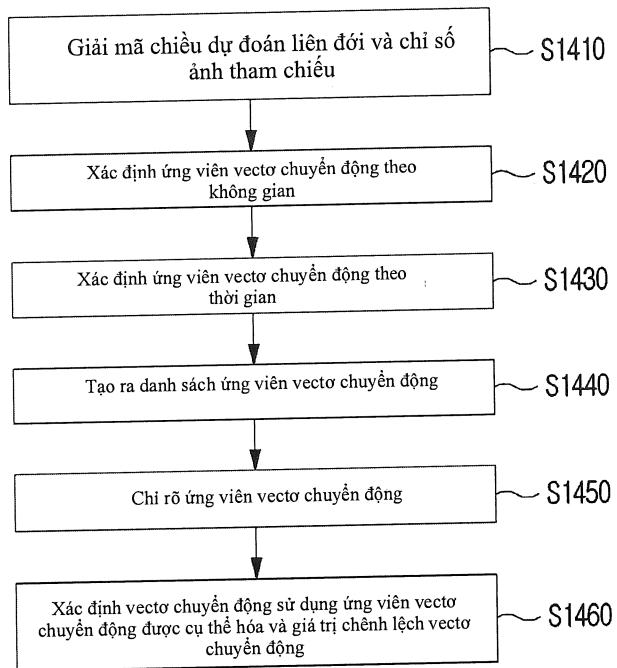 Giải mã chiều dự đoán liên đới và chỉ số
ảnh tham chiếu
S1410
Xác định ứng viên vectơ chuyển động theo
không gian
S1420
Xác định ứng viên vectơ chuyển động theo
thời gian
S1430
Tạo ra danh sách ứng viên vectơ chuyển động
S1440
Chỉ rõ ứng viên vectơ chuyển động
S1450
Xác định vectơ chuyển động sử dụng ứng viên vectơ
chuyển động được cụ thể hóa và giá trị chênh lệch vectơ
chuyển động
S1460